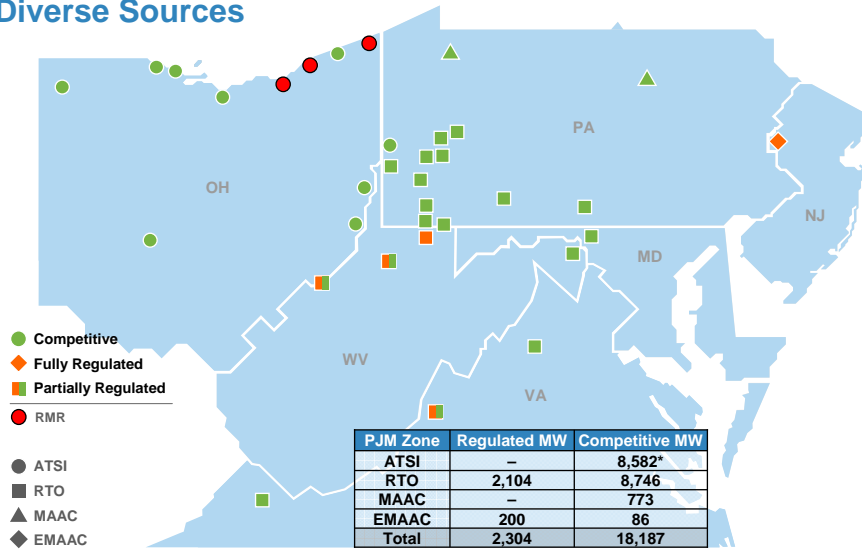 Diverse Sources
PA
OH
NJ
MD
WV
VA
Competitive
Fully Regulated
Partially Regulated
RMR
ATSI
RTO
MAAC
EMAAC
PJM Zone Regulated MW Competitive MW
ATSI – 8,582*
RTO 2,104 8,746
MAAC – 773
EMAAC 200 86
Total 2,304 18,187